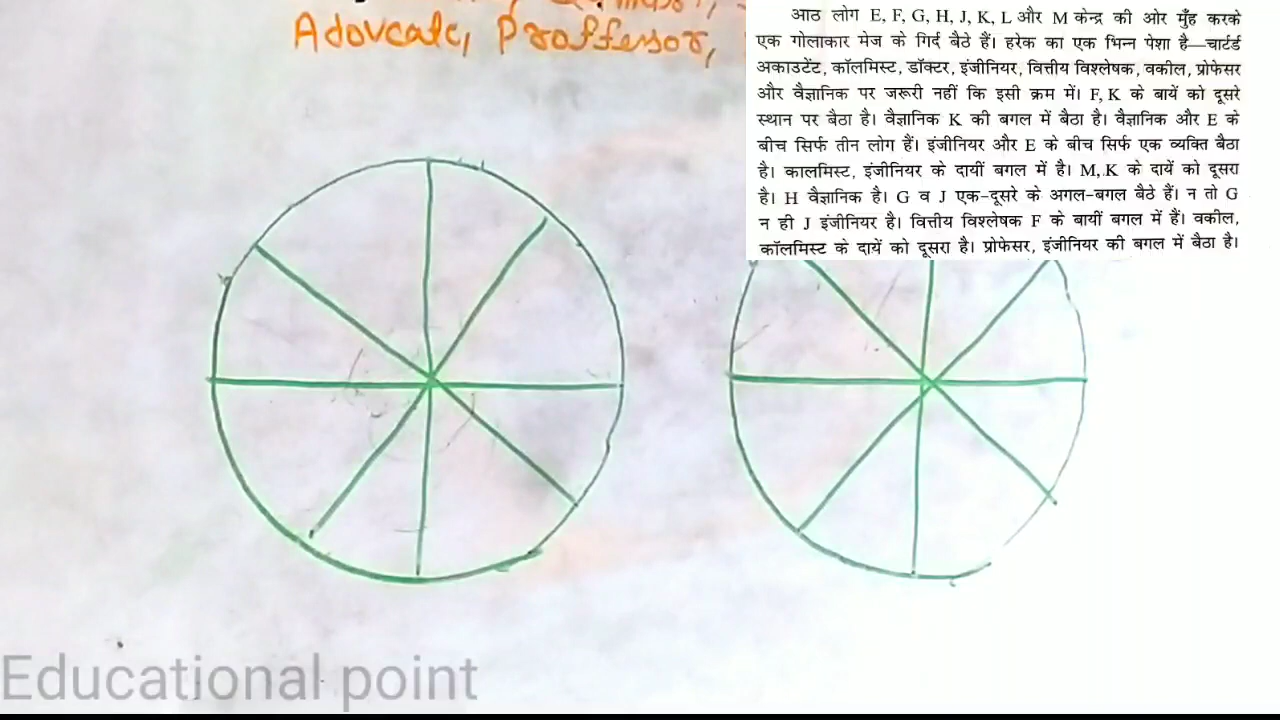 Adovcate, Proffessor,
आठ लोग E, F, G, H, J, K, L और M केन्द्र की ओर मुँह करके
एक गोलाकार मेज के गिर्द बैठे हैं। हरेक का एक भिन्न पेशा है—चार्टर्ड
अकाउटेंट, कॉलमिस्ट, डॉक्टर, इंजीनियर, वित्तीय विश्लेषक, वकील, प्रोफेसर
और वैज्ञानिक पर जरूरी नहीं कि इसी क्रम में। F, K के बायें को दूसरे
स्थान पर बैठा है। वैज्ञानिक K की बगल में बैठा है। वैज्ञानिक और E के
बीच सिर्फ तीन लोग हैं। इंजीनियर और E के बीच सिर्फ एक व्यक्ति बैठा
है। कालमिस्ट, इंजीनियर के दायीं बगल में है। M, K के दायें को दूसरा
है। H वैज्ञानिक है। G व J एक-दूसरे के अगल-बगल बैठे हैं। न तो G
न ही J इंजीनियर है। वित्तीय विश्लेषक F के बायीं बगल में हैं। वकील,
कॉलमिस्ट के दायें को दूसरा है। प्रोफेसर, इंजीनियर की बगल में बैठा है।
Educational point